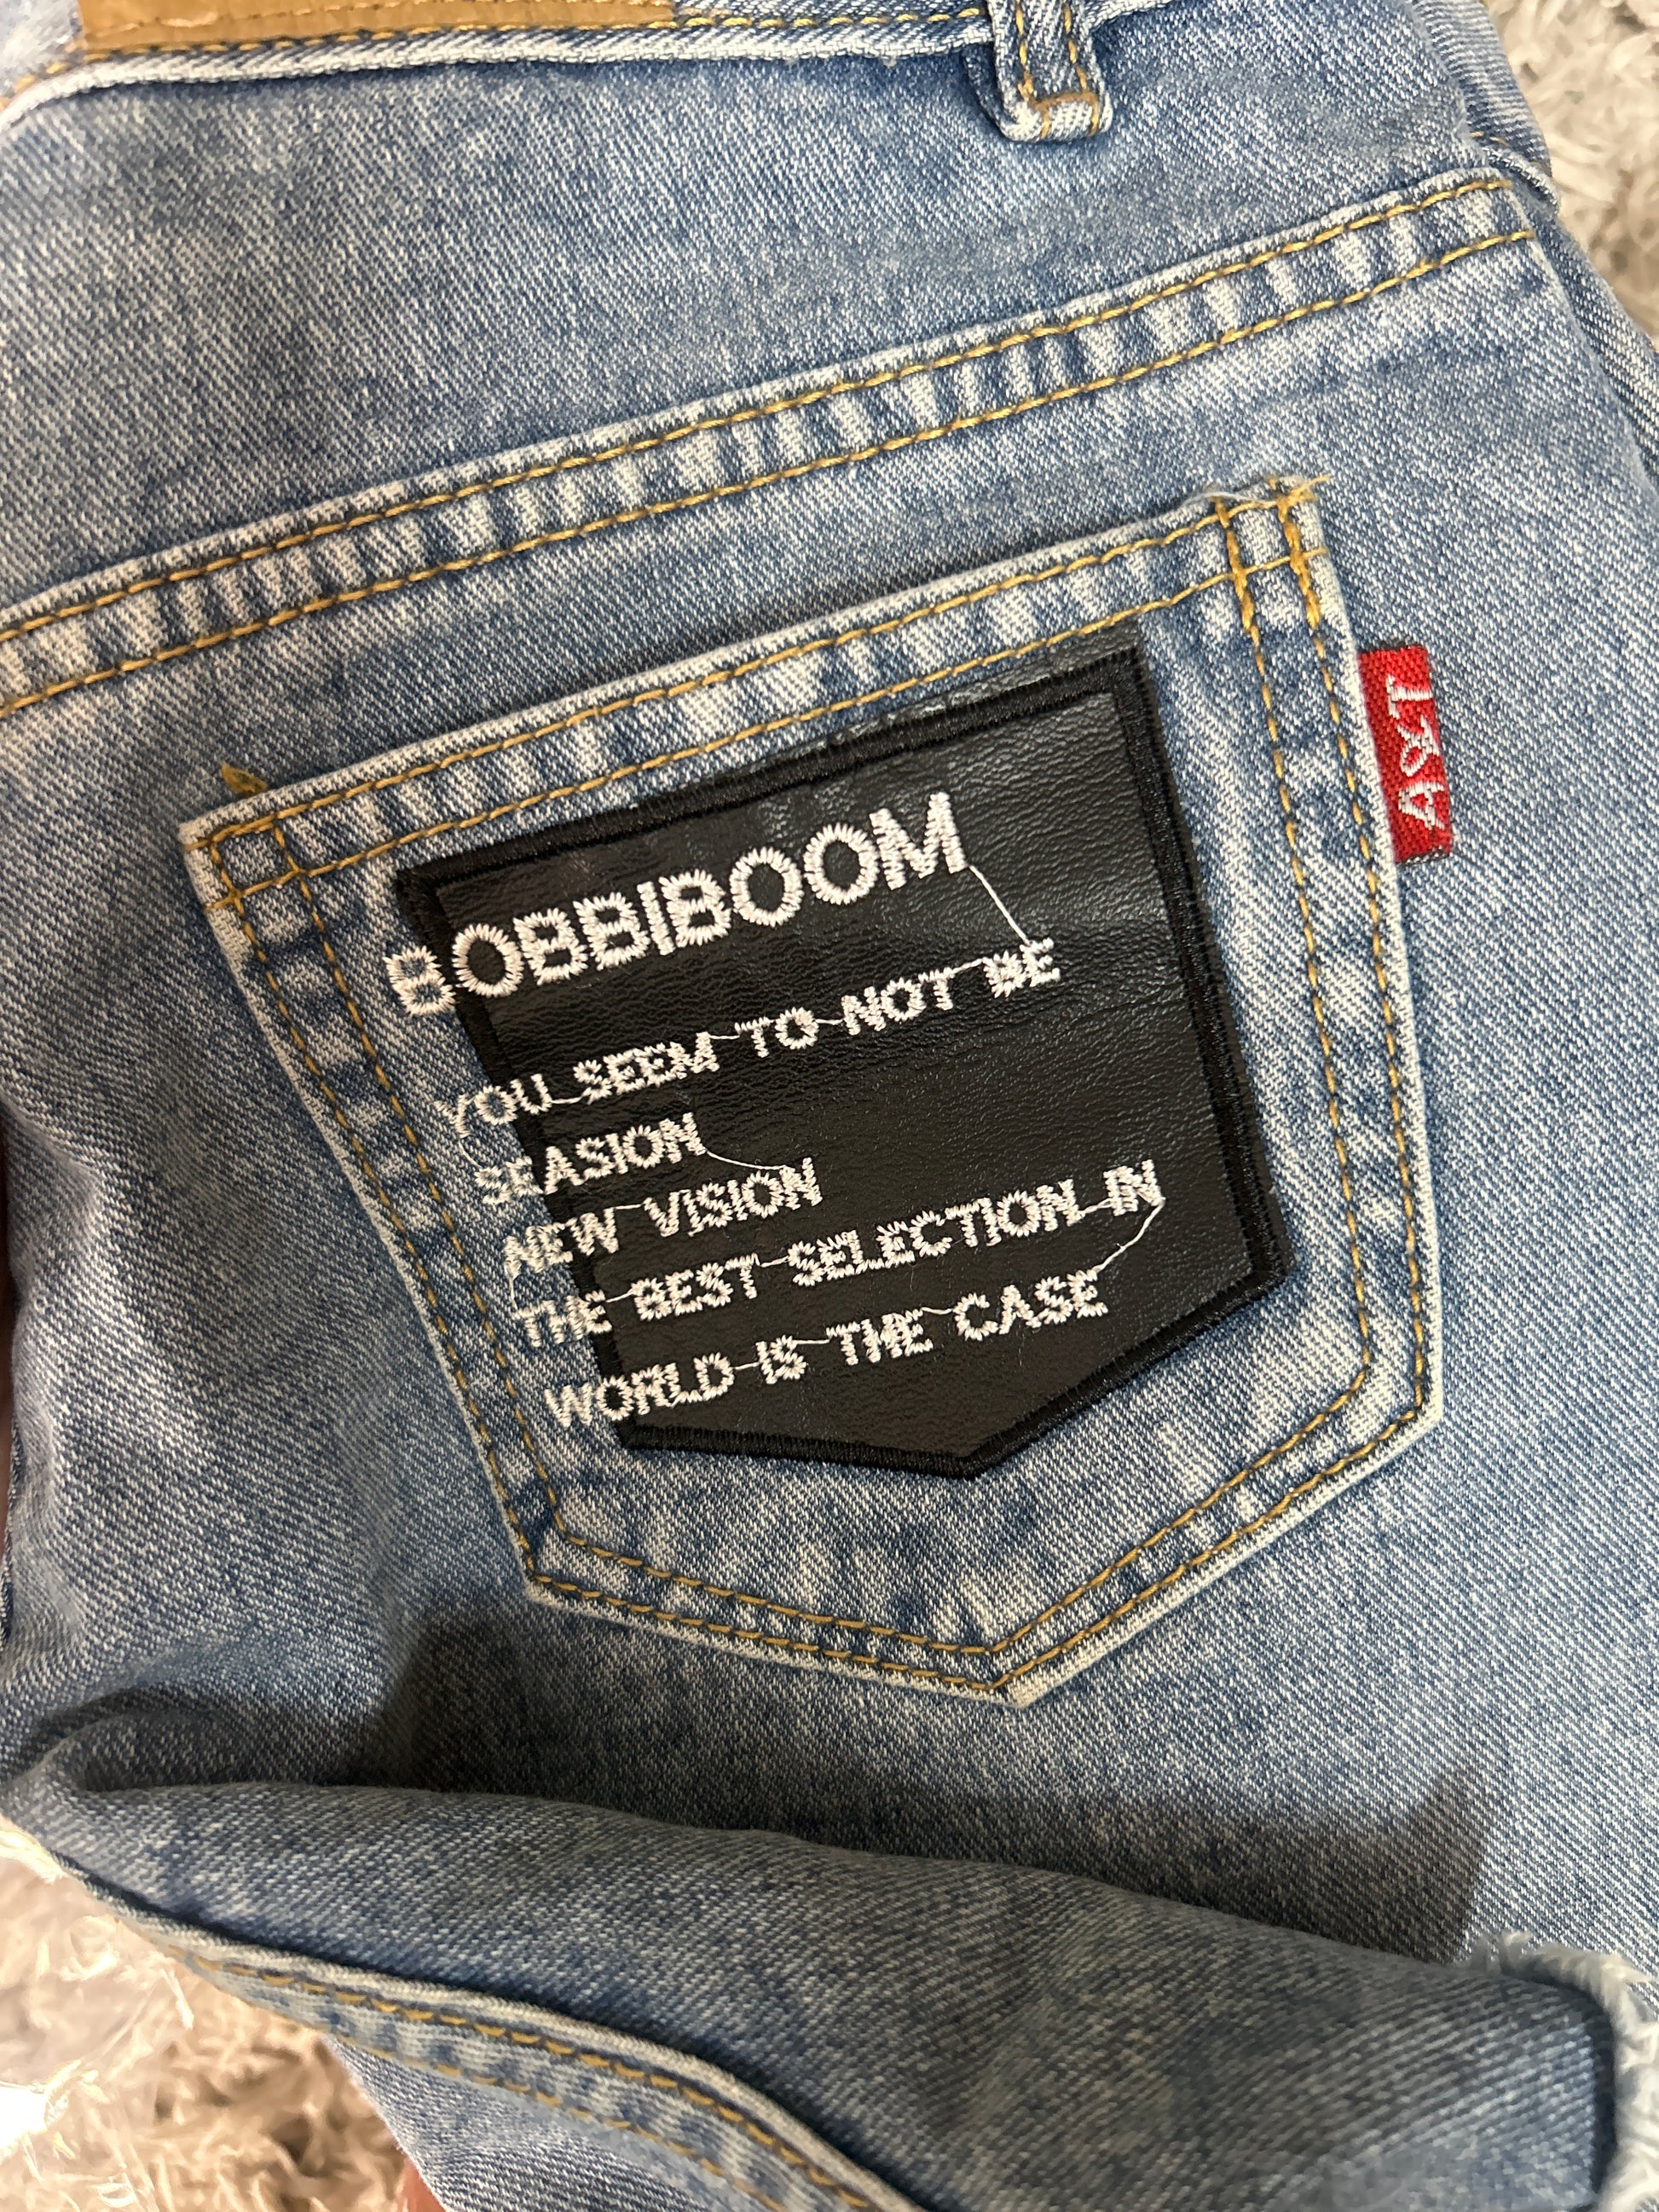 BOBBIBOOM
YOU SEEM TO NOT BE
SEASION
NEW VISION
THE BEST SELECTION IN
WORLD IS THE CASE